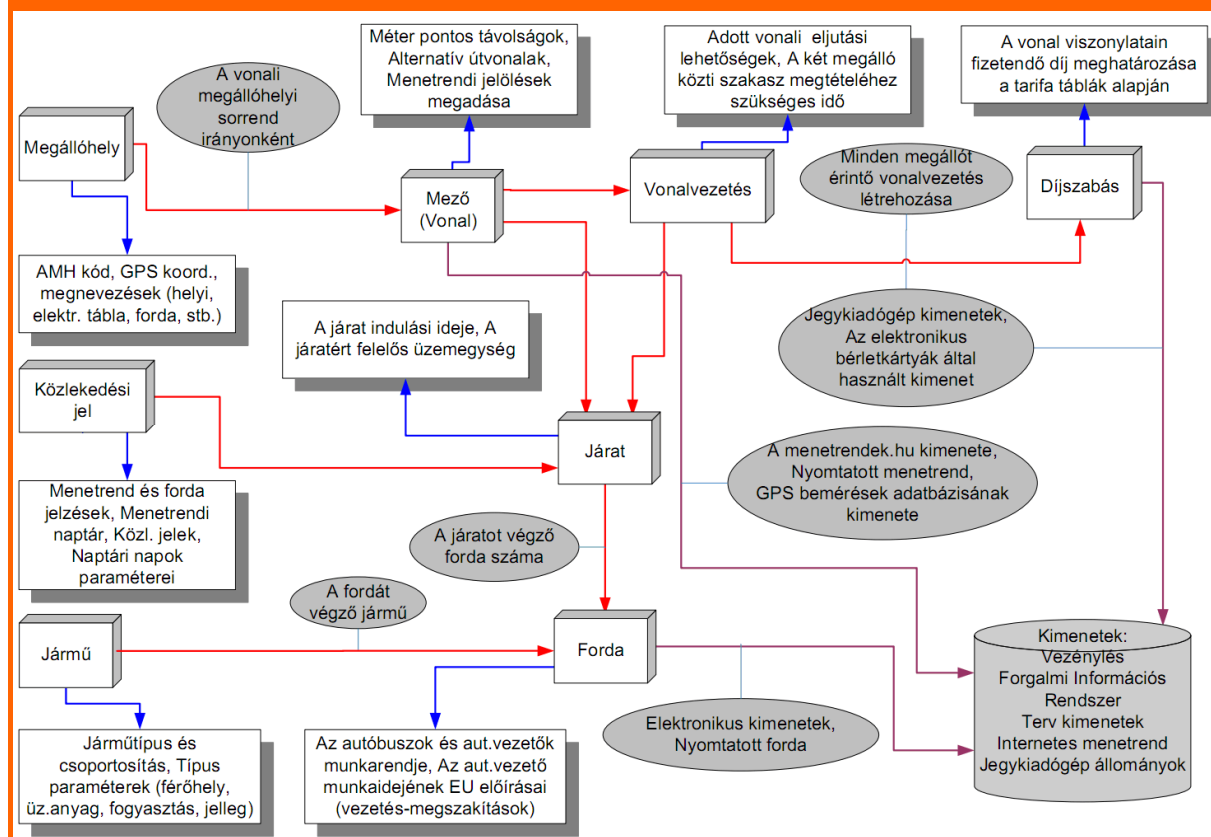 Méter pontos távolságok,
Alternatív útvonalak,
Menetrendi jelölések
megadása
Adott vonali eljutási
lehetőségek, A két megálló
közti szakasz megtételéhez
szükséges idő
A vonal viszonylatain
fizetendő díj meghatározása
a tarifa táblák alapján
A vonali
megállóhelyi
sorrend
irányonként
Megállóhely
Mező
(Vonal)
Vonalvezetés
Minden megállót
érintő vonalvezetés
létrehozása
Díjszabás
AMH kód, GPS koord.,
megnevezések (helyi,
elektr. tábla, forda, stb.)
A járat indulási ideje, A
járatért felelős üzemegység
Jegykiadógép kimenetek,
Az elektronikus
bérletkártyák által
használt kimenet
Közlekedési
jel
Járat
A menetrendek.hu kimenete,
Nyomtatott menetrend,
GPS bemérések adatbázisának
kimenete
Menetrend és forda
jelzések, Menetrendi
naptár, Közl. jelek,
Naptári napok
paraméterei
A járatot végző
forda száma
A fordát
végző jármű
Jármű
Forda
Kimenetek:
Vezénylés
Forgalmi Információs
Rendszer
Terv kimenetek
Internetes menetrend
Jegykiadógép állományok
Elektronikus kimenetek,
Nyomtatott forda
Járműtípus és
csoportosítás, Típus
paraméterek (férőhely,
üz.anyag, fogyasztás, jelleg)
Az autóbuszok és aut.vezetők
munkarendje, Az aut.vezető
munkaidejének EU előírásai
(vezetés-megszakítások)